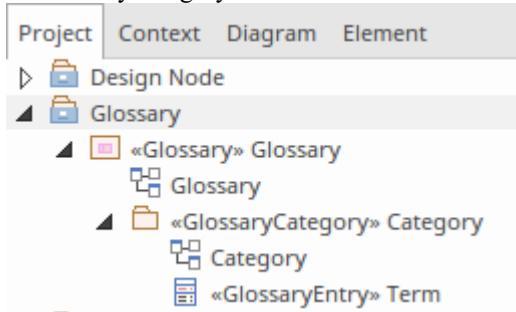 Project Context Diagram Element
Design Node
Glossary
«Glossary» Glossary
Glossary
«GlossaryCategory» Category
Category
«GlossaryEntry» Term